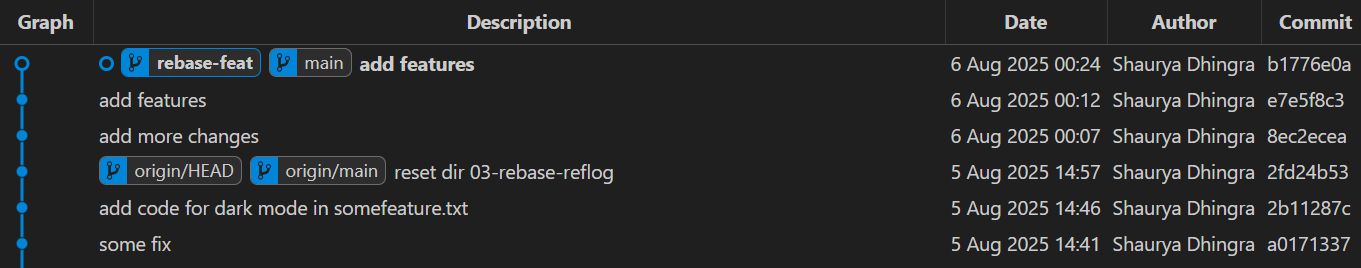 Graph Description Date Author Commit
rebase-feat main add features 6 Aug 2025 00:24 Shaurya Dhingra b1776e0a
add features 6 Aug 2025 00:12 Shaurya Dhingra e7e5f8c3
add more changes 6 Aug 2025 00:07 Shaurya Dhingra 8ec2ecea
origin/HEAD origin/main reset dir 03-rebase-reflog 5 Aug 2025 14:57 Shaurya Dhingra 2fd24b53
add code for dark mode in somefeature.txt 5 Aug 2025 14:46 Shaurya Dhingra 2b11287c
some fix 5 Aug 2025 14:41 Shaurya Dhingra a0171337